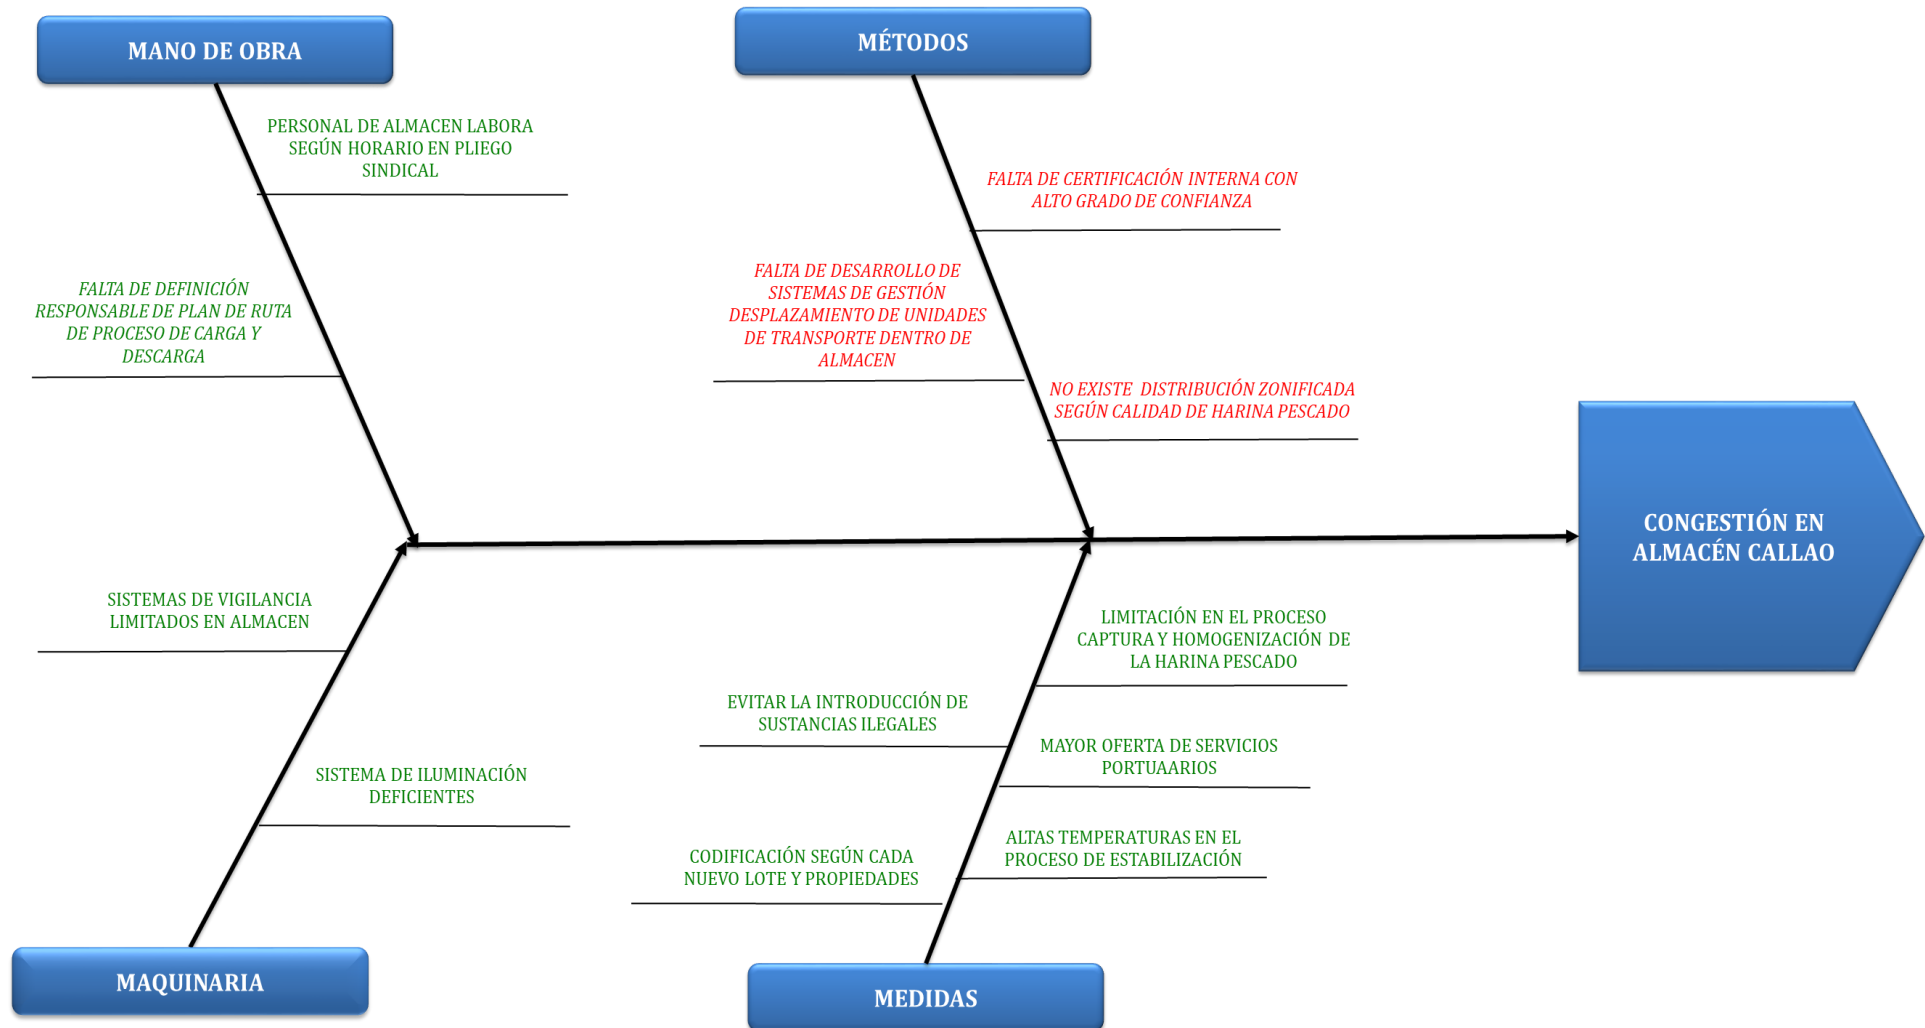 MANO DE OBRA
MÉTODOS
PERSONAL DE ALMACEN LABORA
SEGÚN HORARIO EN PLIEGO
SINDICAL
FALTA DE CERTIFICACIÓN INTERNA CON
ALTO GRADO DE CONFIANZA
FALTA DE DEFINICIÓN
RESPONSABLE DE PLAN DE RUTA
DE PROCESO DE CARGA Y
DESCARGA
FALTA DE DESARROLLO DE
SISTEMAS DE GESTIÓN
DESPLAZAMIENTO DE UNIDADES
DE TRANSPORTE DENTRO DE
ALMACEN
NO EXISTE DISTRIBUCIÓN ZONIFICADA
SEGÚN CALIDAD DE HARINA PESCADO
CONGESTIÓN EN
ALMACÉN CALLAO
SISTEMAS DE VIGILANCIA
LIMITADOS EN ALMACEN
LIMITACIÓN EN EL PROCESO
CAPTURA Y HOMOGENIZACIÓN DE
LA HARINA PESCADO
EVITAR LA INTRODUCCIÓN DE
SUSTANCIAS ILEGALES
MAYOR OFERTA DE SERVICIOS
PORTUAARIOS
SISTEMA DE ILUMINACIÓN
DEFICIENTES
ALTAS TEMPERATURAS EN EL
PROCESO DE ESTABILIZACIÓN
CODIFICACIÓN SEGÚN CADA
NUEVO LOTE Y PROPIEDADES
MAQUINARIA
MEDIDAS